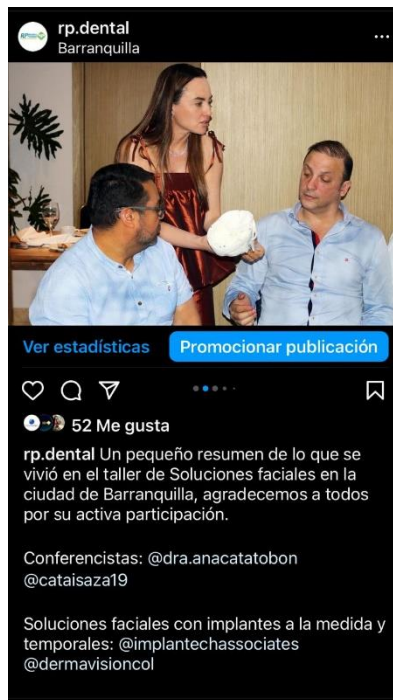 rp.dental
Barranquilla
Ver estadísticas
Promocionar publicación
52 Me gusta
rp.dental Un pequeño resumen de lo que se
vivió en el taller de Soluciones faciales en la
ciudad de Barranquilla, agradecemos a todos
por su activa participación.
Conferencistas: @dra.anacatatobon
@cataisaza19
Soluciones faciales con implantes a la medida y
temporales: @implantechassociates
@dermavisioncol